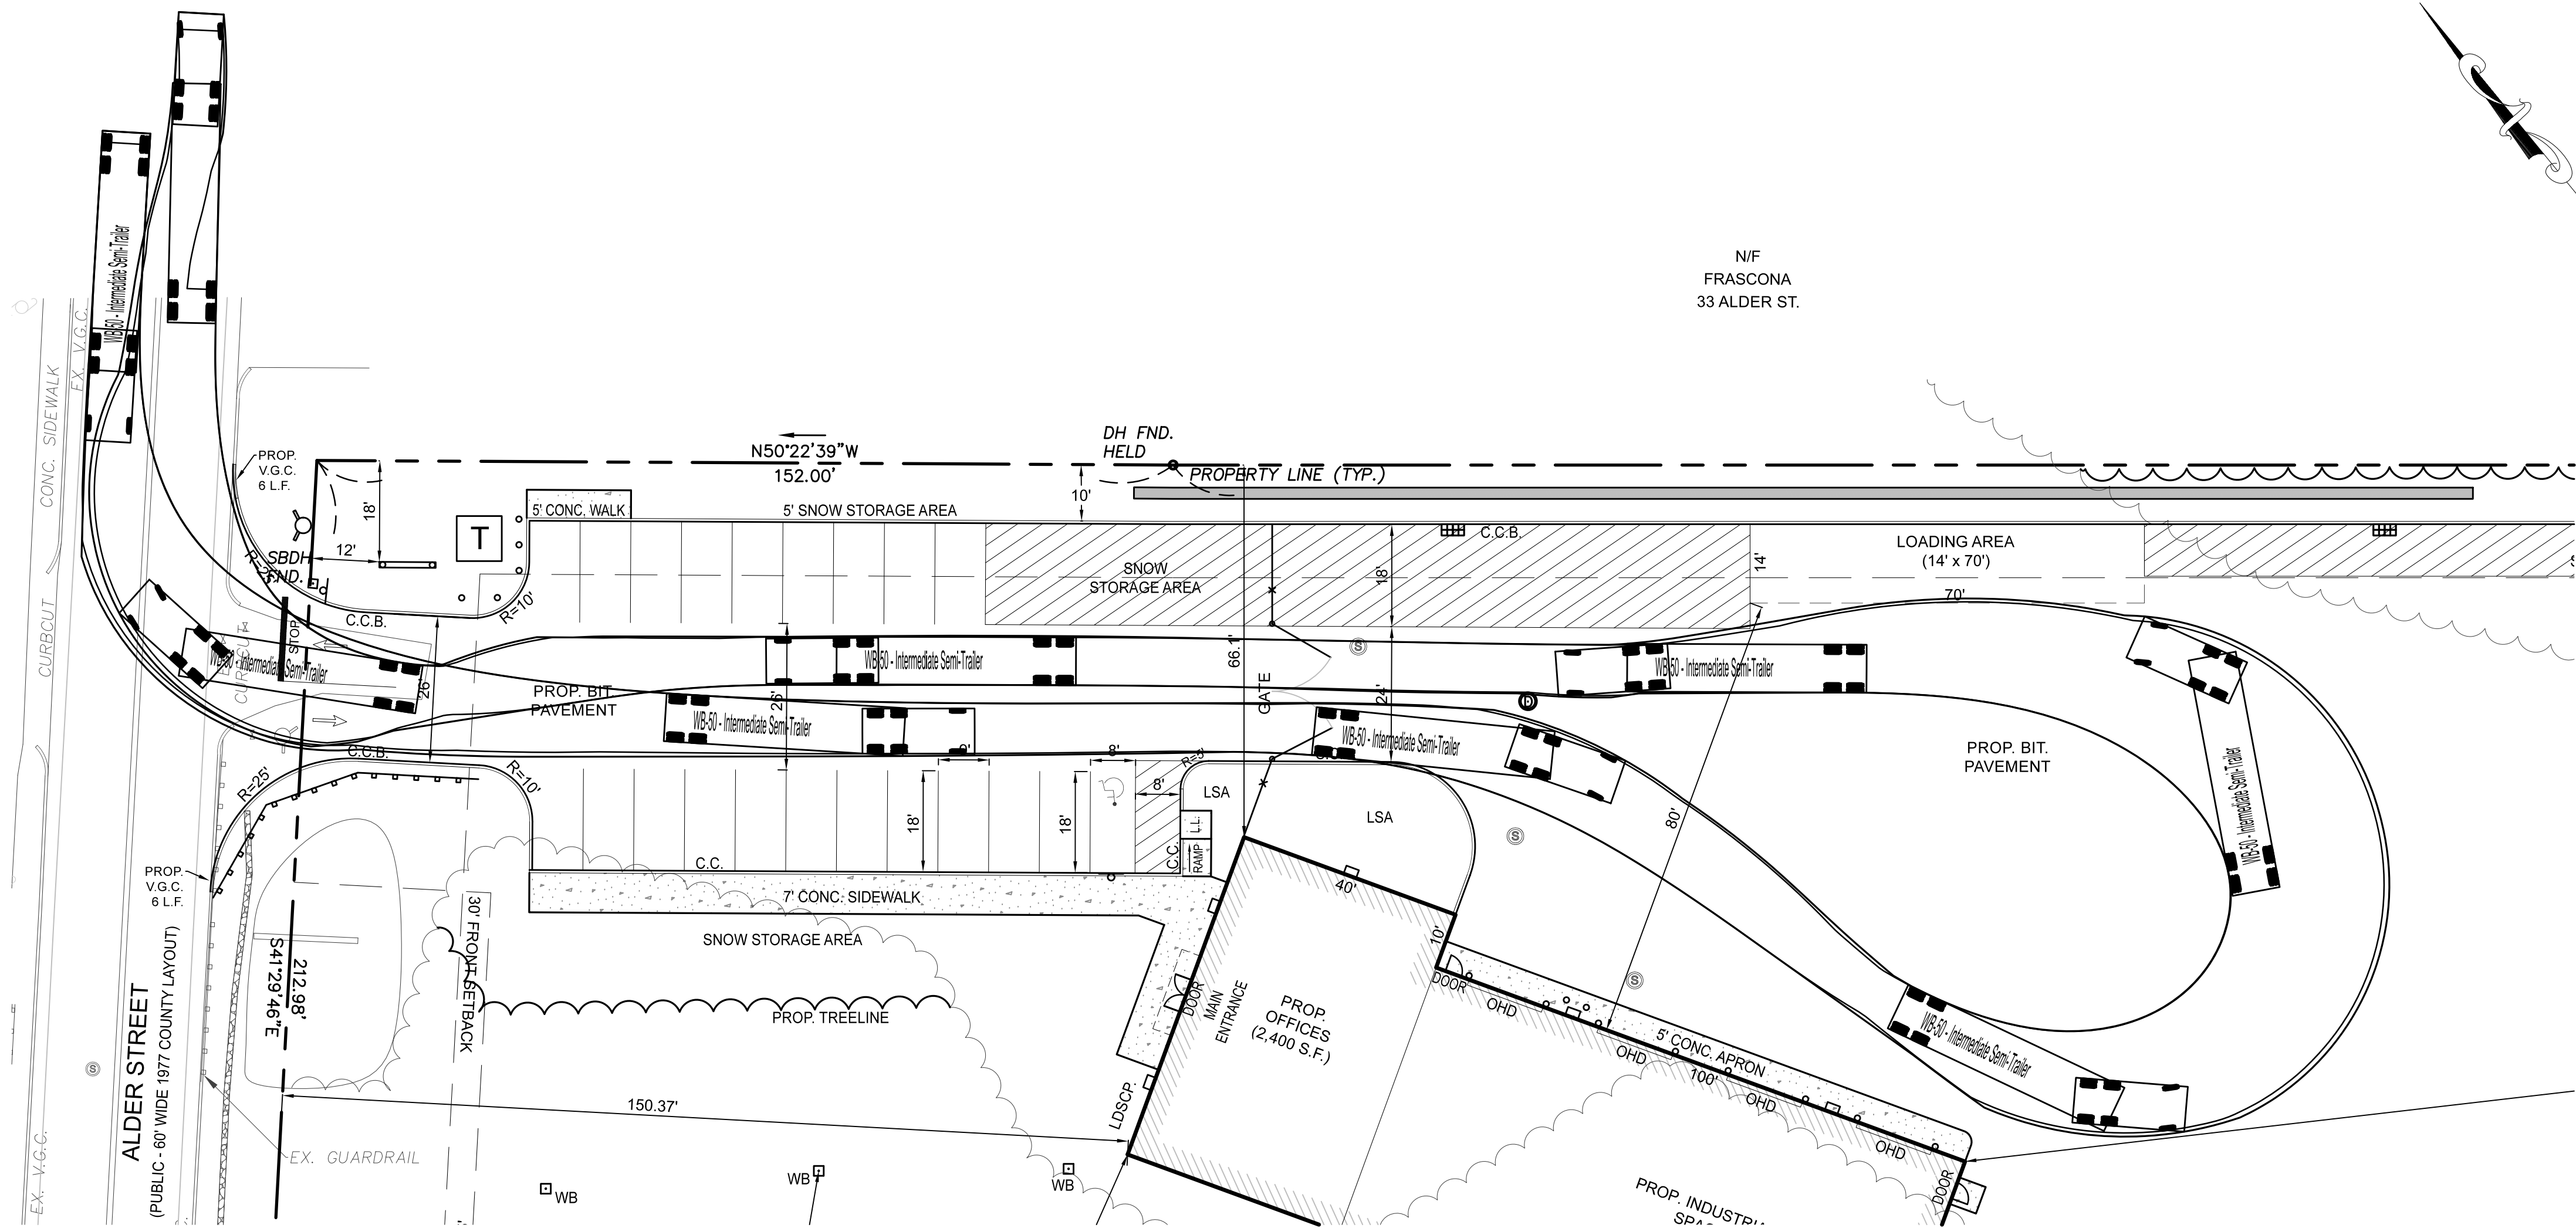 N/F
FRASCONA
33 ALDER ST.
WB-50 - Intermediate Semi-Trailer
EX. V.G.C.
CONC. SIDEWALK
CURBCUT
PROP.
V.G.C.
6 L.F.
N50°22'39"W
152.00'
DH FND.
HELD
PROPERTY LINE (TYP.)
10'
18'
12'
T
5' CONC. WALK
5' SNOW STORAGE AREA
SNOW
STORAGE AREA
18'
C.C.B.
14'
LOADING AREA
(14' x 70')
70'
SBDH
FND.
R=10'
C.C.B.
STOP
CURBCUT
WB-50 - Intermediate Semi-Trailer
26'
PROP. BIT.
PAVEMENT
WB-50 - Intermediate Semi-Trailer
WB-50 - Intermediate Semi-Trailer
26'
66.1'
GATE
24'
S
WB-50 - Intermediate Semi-Trailer
WB-50 - Intermediate Semi-Trailer
D
PROP. BIT.
PAVEMENT
WB-50 - Intermediate Semi-Trailer
C.C.B.
R=25'
R=10'
8'
R=5'
8'
LSA
LSA
18'
18'
L.L.
RAMP
C.C.
C.C.
80'
S
S
PROP.
V.G.C.
6 L.F.
7' CONC. SIDEWALK
SNOW STORAGE AREA
30' FRONT SETBACK
S41°29'46"E
212.98'
PROP. TREELINE
40'
10'
DOOR
MAIN
ENTRANCE
PROP.
OFFICES
(2,400 S.F.)
DOOR
OHD
OHD
5' CONC. APRON
100'
OHD
OHD
DOOR
WB-50 - Intermediate Semi-Trailer
ALDER STREET
(PUBLIC - 60' WIDE 1977 COUNTY LAYOUT)
S
150.37'
LDSCP.
EX. GUARDRAIL
EX. V.G.C.
WB
WB
WB